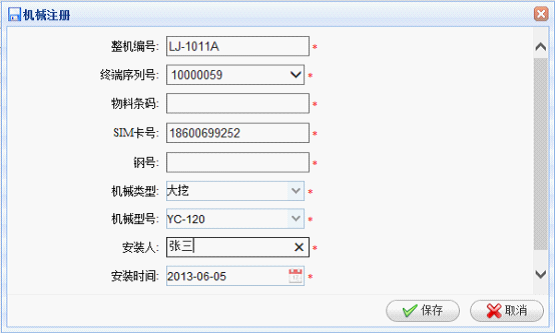 机械注册
整机编号: LJ-1011A *
终端序列号: 10000059 *
物料条码: *
SIM卡号: 18600699252 *
钢号: *
机械类型: 大挖 *
机械型号: YC-120 *
安装人: 张三 *
安装时间: 2013-06-05 *
保存 取消